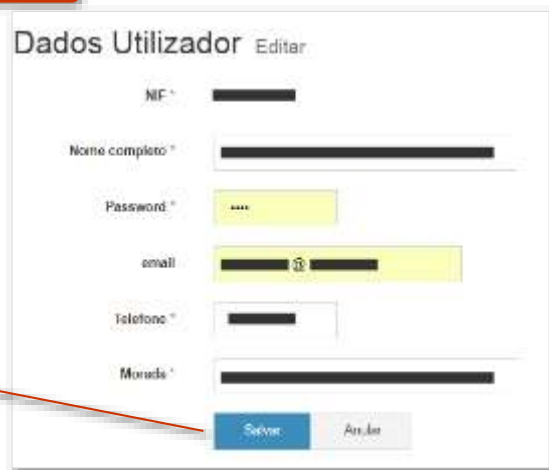 Dados Utilizador Editar
NIF *
Nome completo *
Password * ••••
email @
Telefone *
Morada *
Salvar Anular